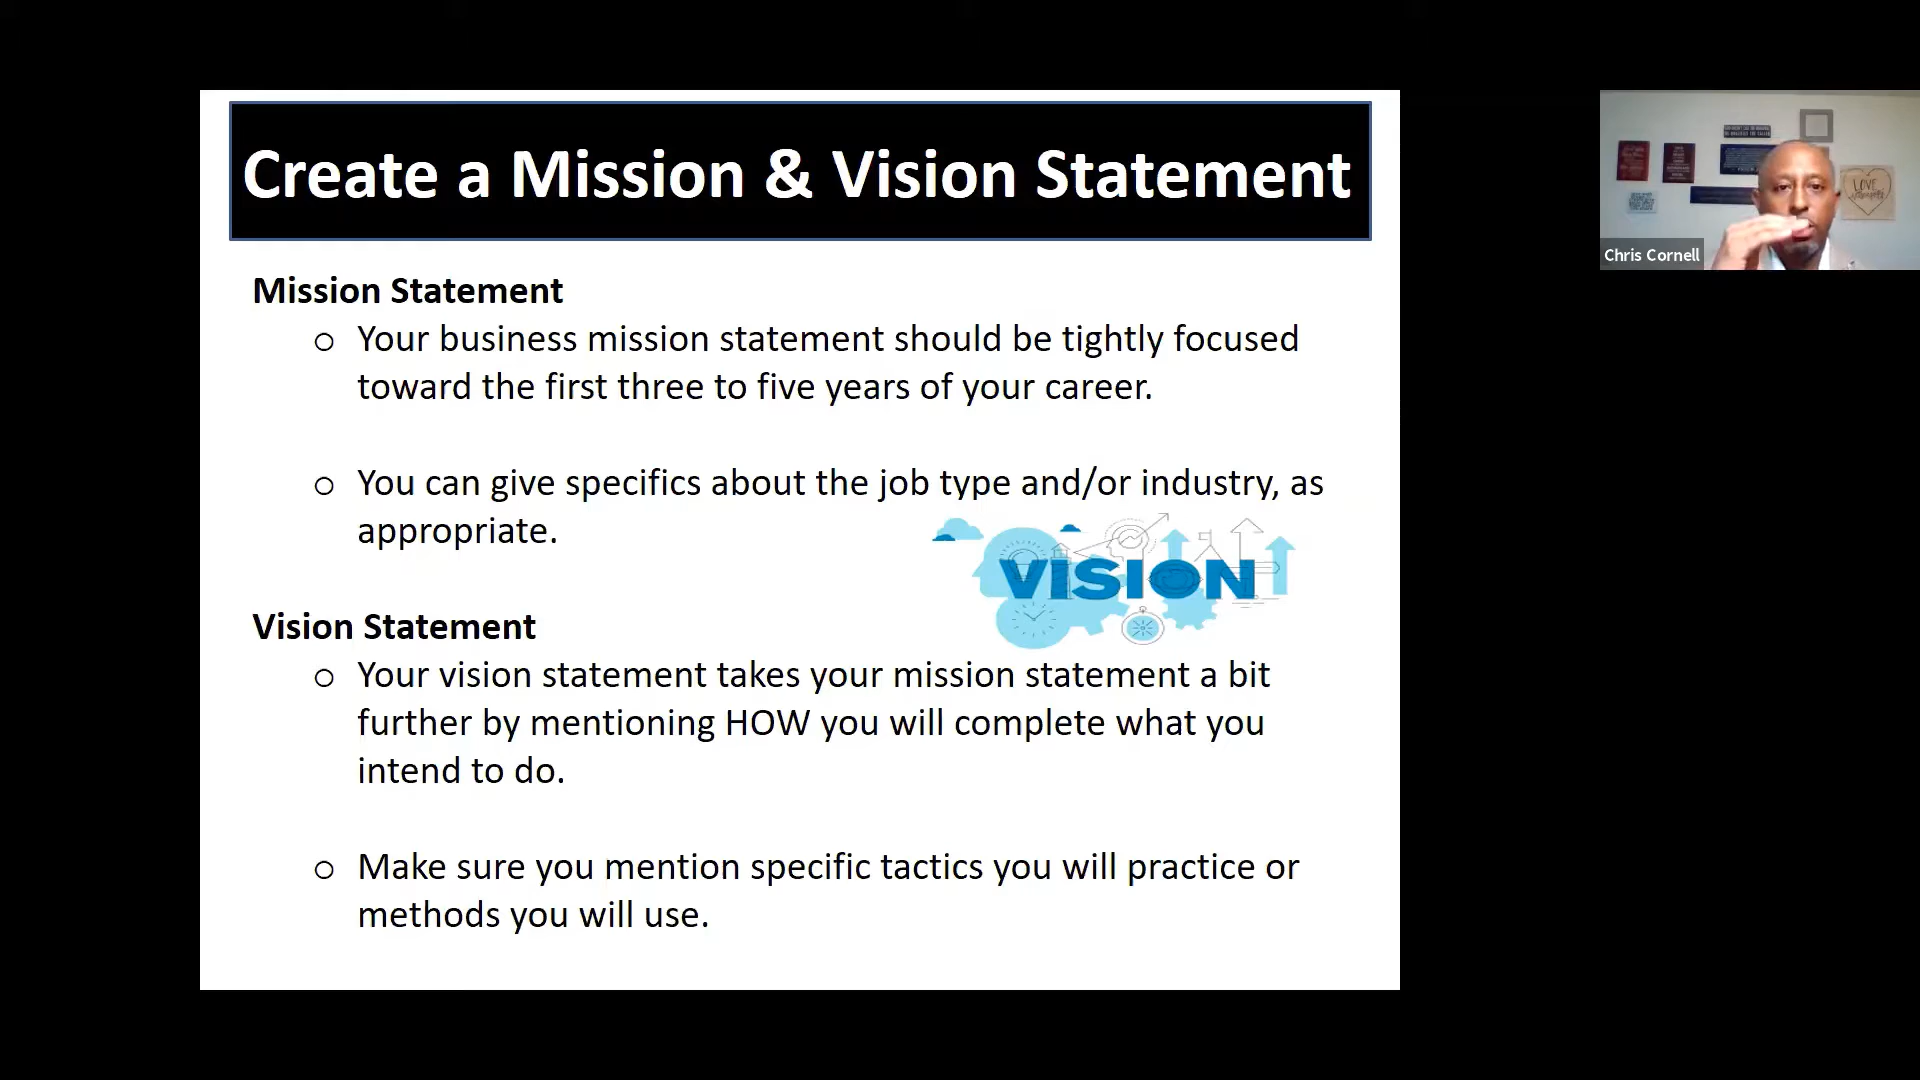 Create a Mission & Vision Statement
Mission Statement
o Your business mission statement should be tightly focused
toward the first three to five years of your career.
o You can give specifics about the job type and/or industry, as
appropriate.
VISION
Vision Statement
o Your vision statement takes your mission statement a bit
further by mentioning HOW you will complete what you
intend to do.
o Make sure you mention specific tactics you will practice or
methods you will use.
LOVE
Chris Cornell